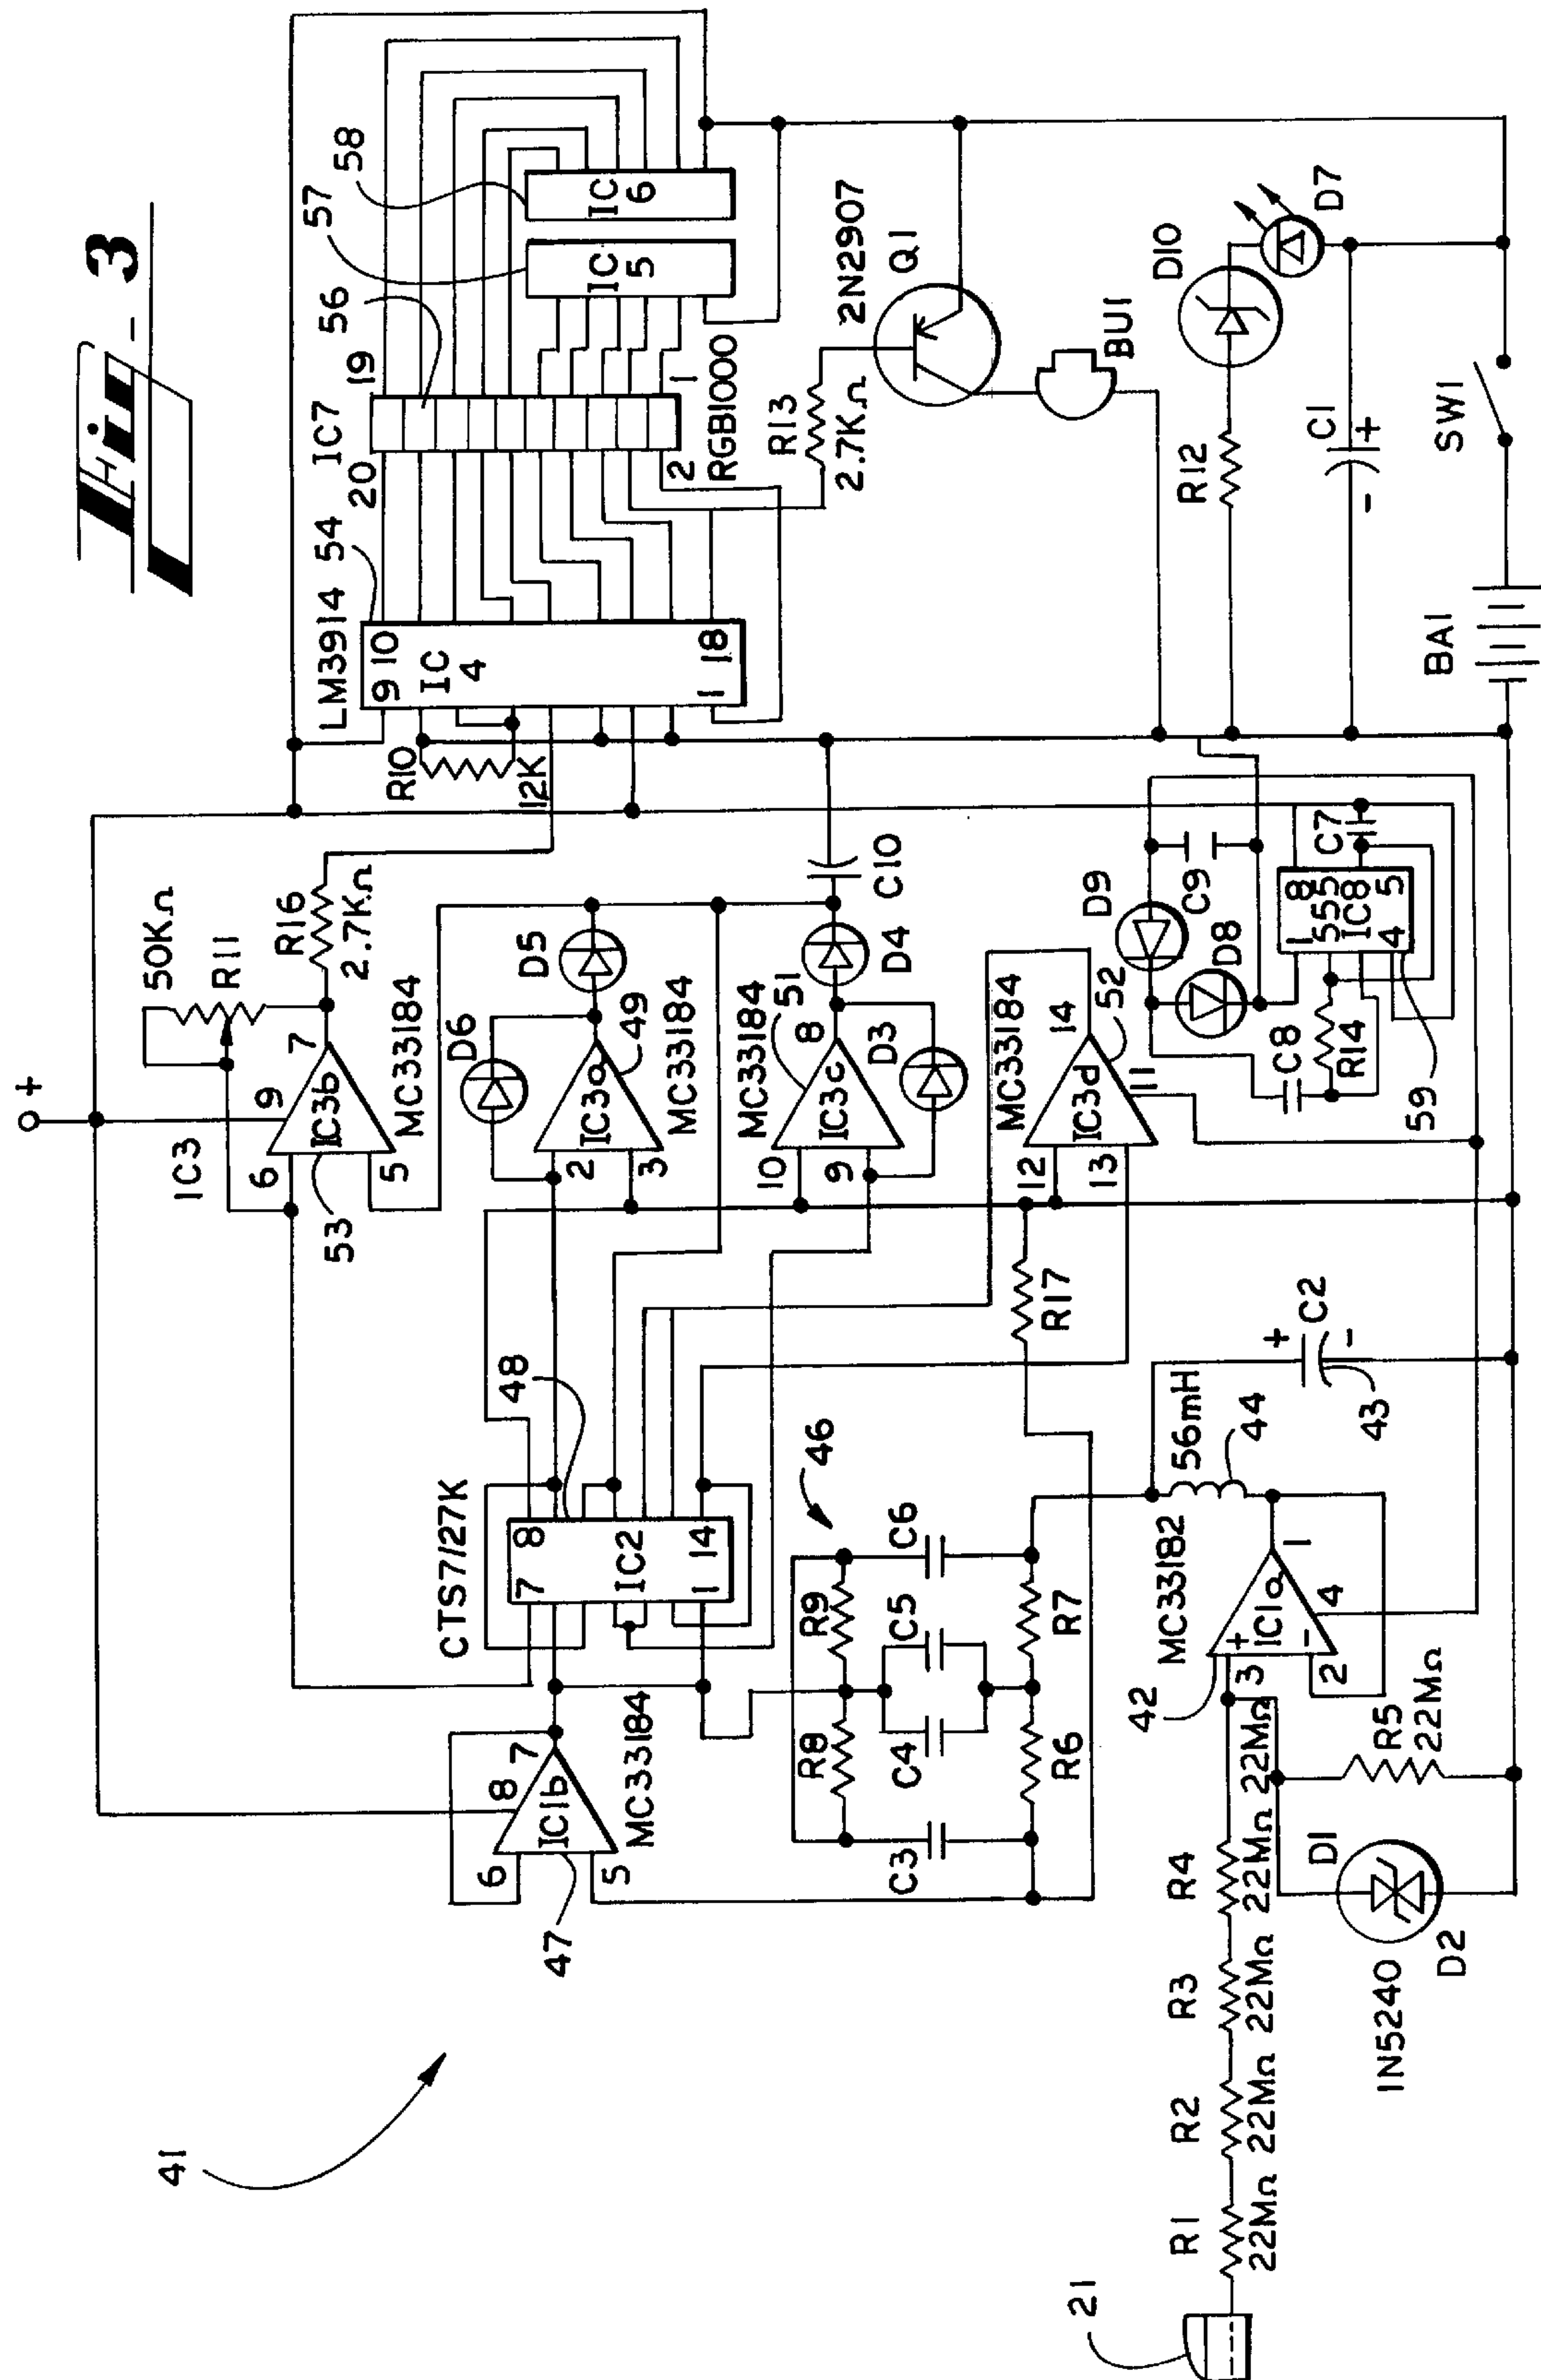 Fig. 3
41
21
R1
22MΩ
R2
22MΩ
R3
22MΩ
R4
22MΩ
22MΩ
R5
22MΩ
D1
D2
1N5240
42
MC33182
3
+
2
-
IC1a
1
4
56mH
44
C2
+
-
43
46
R8
R9
C3
C4
C5
C6
R6
R7
R17
47
6
5
8
7
IC1b
MC33184
CTS7127K
48
7
8
IC2
1
14
IC3
53
6
5
9
7
IC3b
MC33184
50KΩ
R11
R16
2.7KΩ
D6
2
3
IC3a
49
MC33184
D5
MC33184
51
10
9
8
IC3c
D3
D4
C10
MC33184
12
13
14
11
IC3d
52
D9
D8
C9
C8
R14
59
1
8
555
IC8
4
5
C7
R10
12K
LM3914
54
9
10
IC
4
1
18
IC7
56
20
19
2
1
RGB1000
57
IC
5
58
IC
6
R13
2.7KΩ
2N2907
Q1
BU1
R12
D10
D7
C1
-
+
SW1
BA1
+